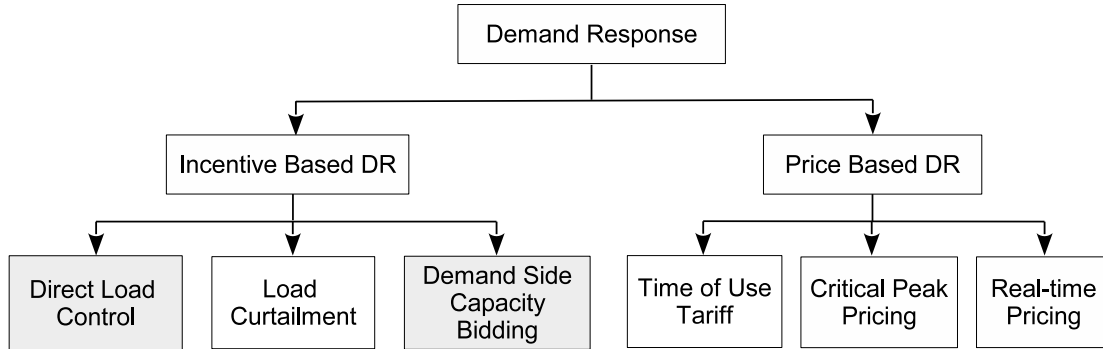 Demand Response
Incentive Based DR
Price Based DR
Direct Load
Control
Load
Curtailment
Demand Side
Capacity
Bidding
Time of Use
Tariff
Critical Peak
Pricing
Real-time
Pricing